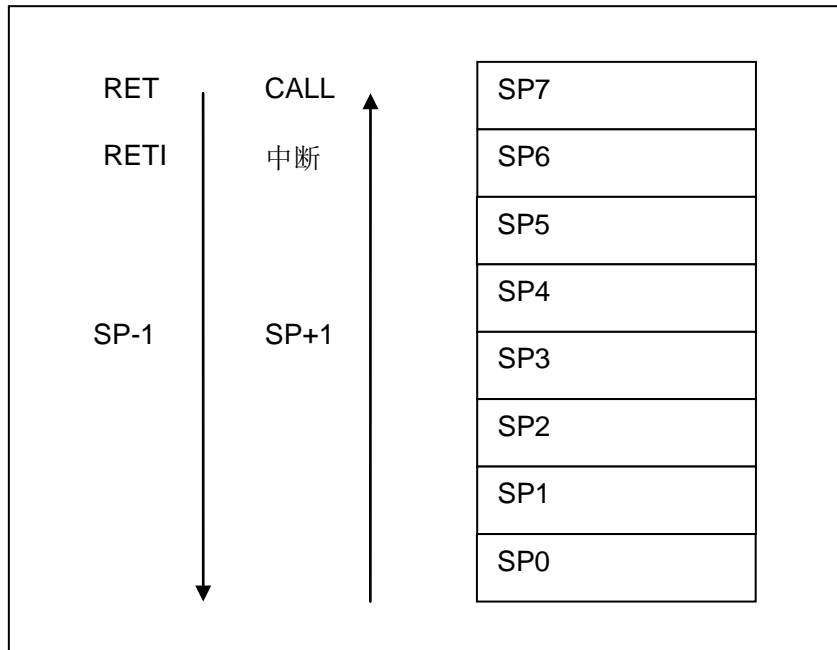 RET CALL SP7
RETI 中断 SP6
SP5
SP4
SP-1 SP+1 SP3
SP2
SP1
SP0